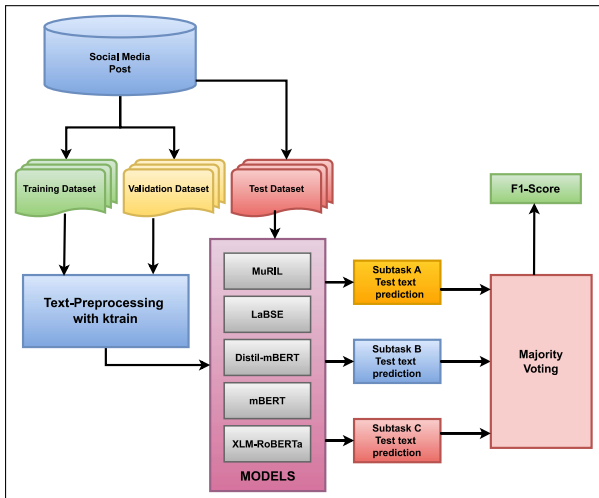 Social Media
Post
Training Dataset
Validation Dataset
Test Dataset
F1-Score
Text-Preprocessing
with ktrain
MuRIL
LaBSE
Distil-mBERT
mBERT
XLM-RoBERTa
MODELS
Subtask A
Test text
prediction
Subtask B
Test text
prediction
Subtask C
Test text
prediction
Majority
Voting